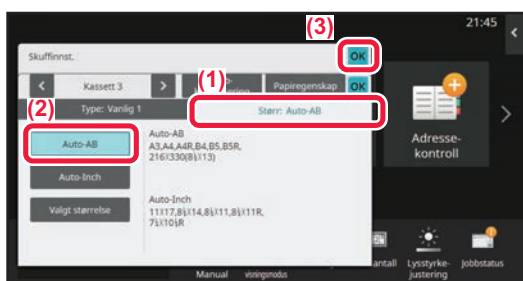 21:45
(3)
Skuffinnst.
OK
Kassett 3
Papiregenskap
OK
(1)
(2)
Type: Vanlig 1
Størr: Auto-AB
Auto-AB
Auto-AB
A3,A4,A4R,B4,B5,B5R,
216X330(8½X13)
Auto-Inch
Valgt størrelse
Auto-Inch
11X17,8½X14,8½X11,8½X11R,
7¼X10½R
Adresse-
kontroll
Manual
visningsmodus
antall
Lysstyrke-
justering
Jobbstatus